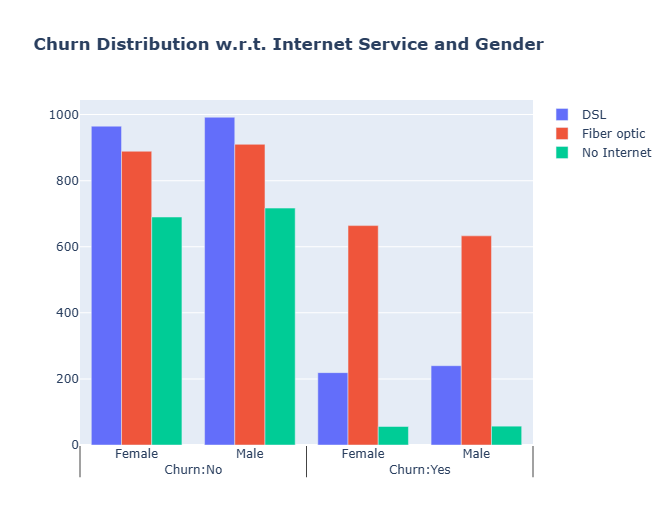 Churn Distribution w.r.t. Internet Service and Gender
DSL
Fiber optic
No Internet
1000
800
600
400
200
0
Female Male Female Male
Churn:No Churn:Yes